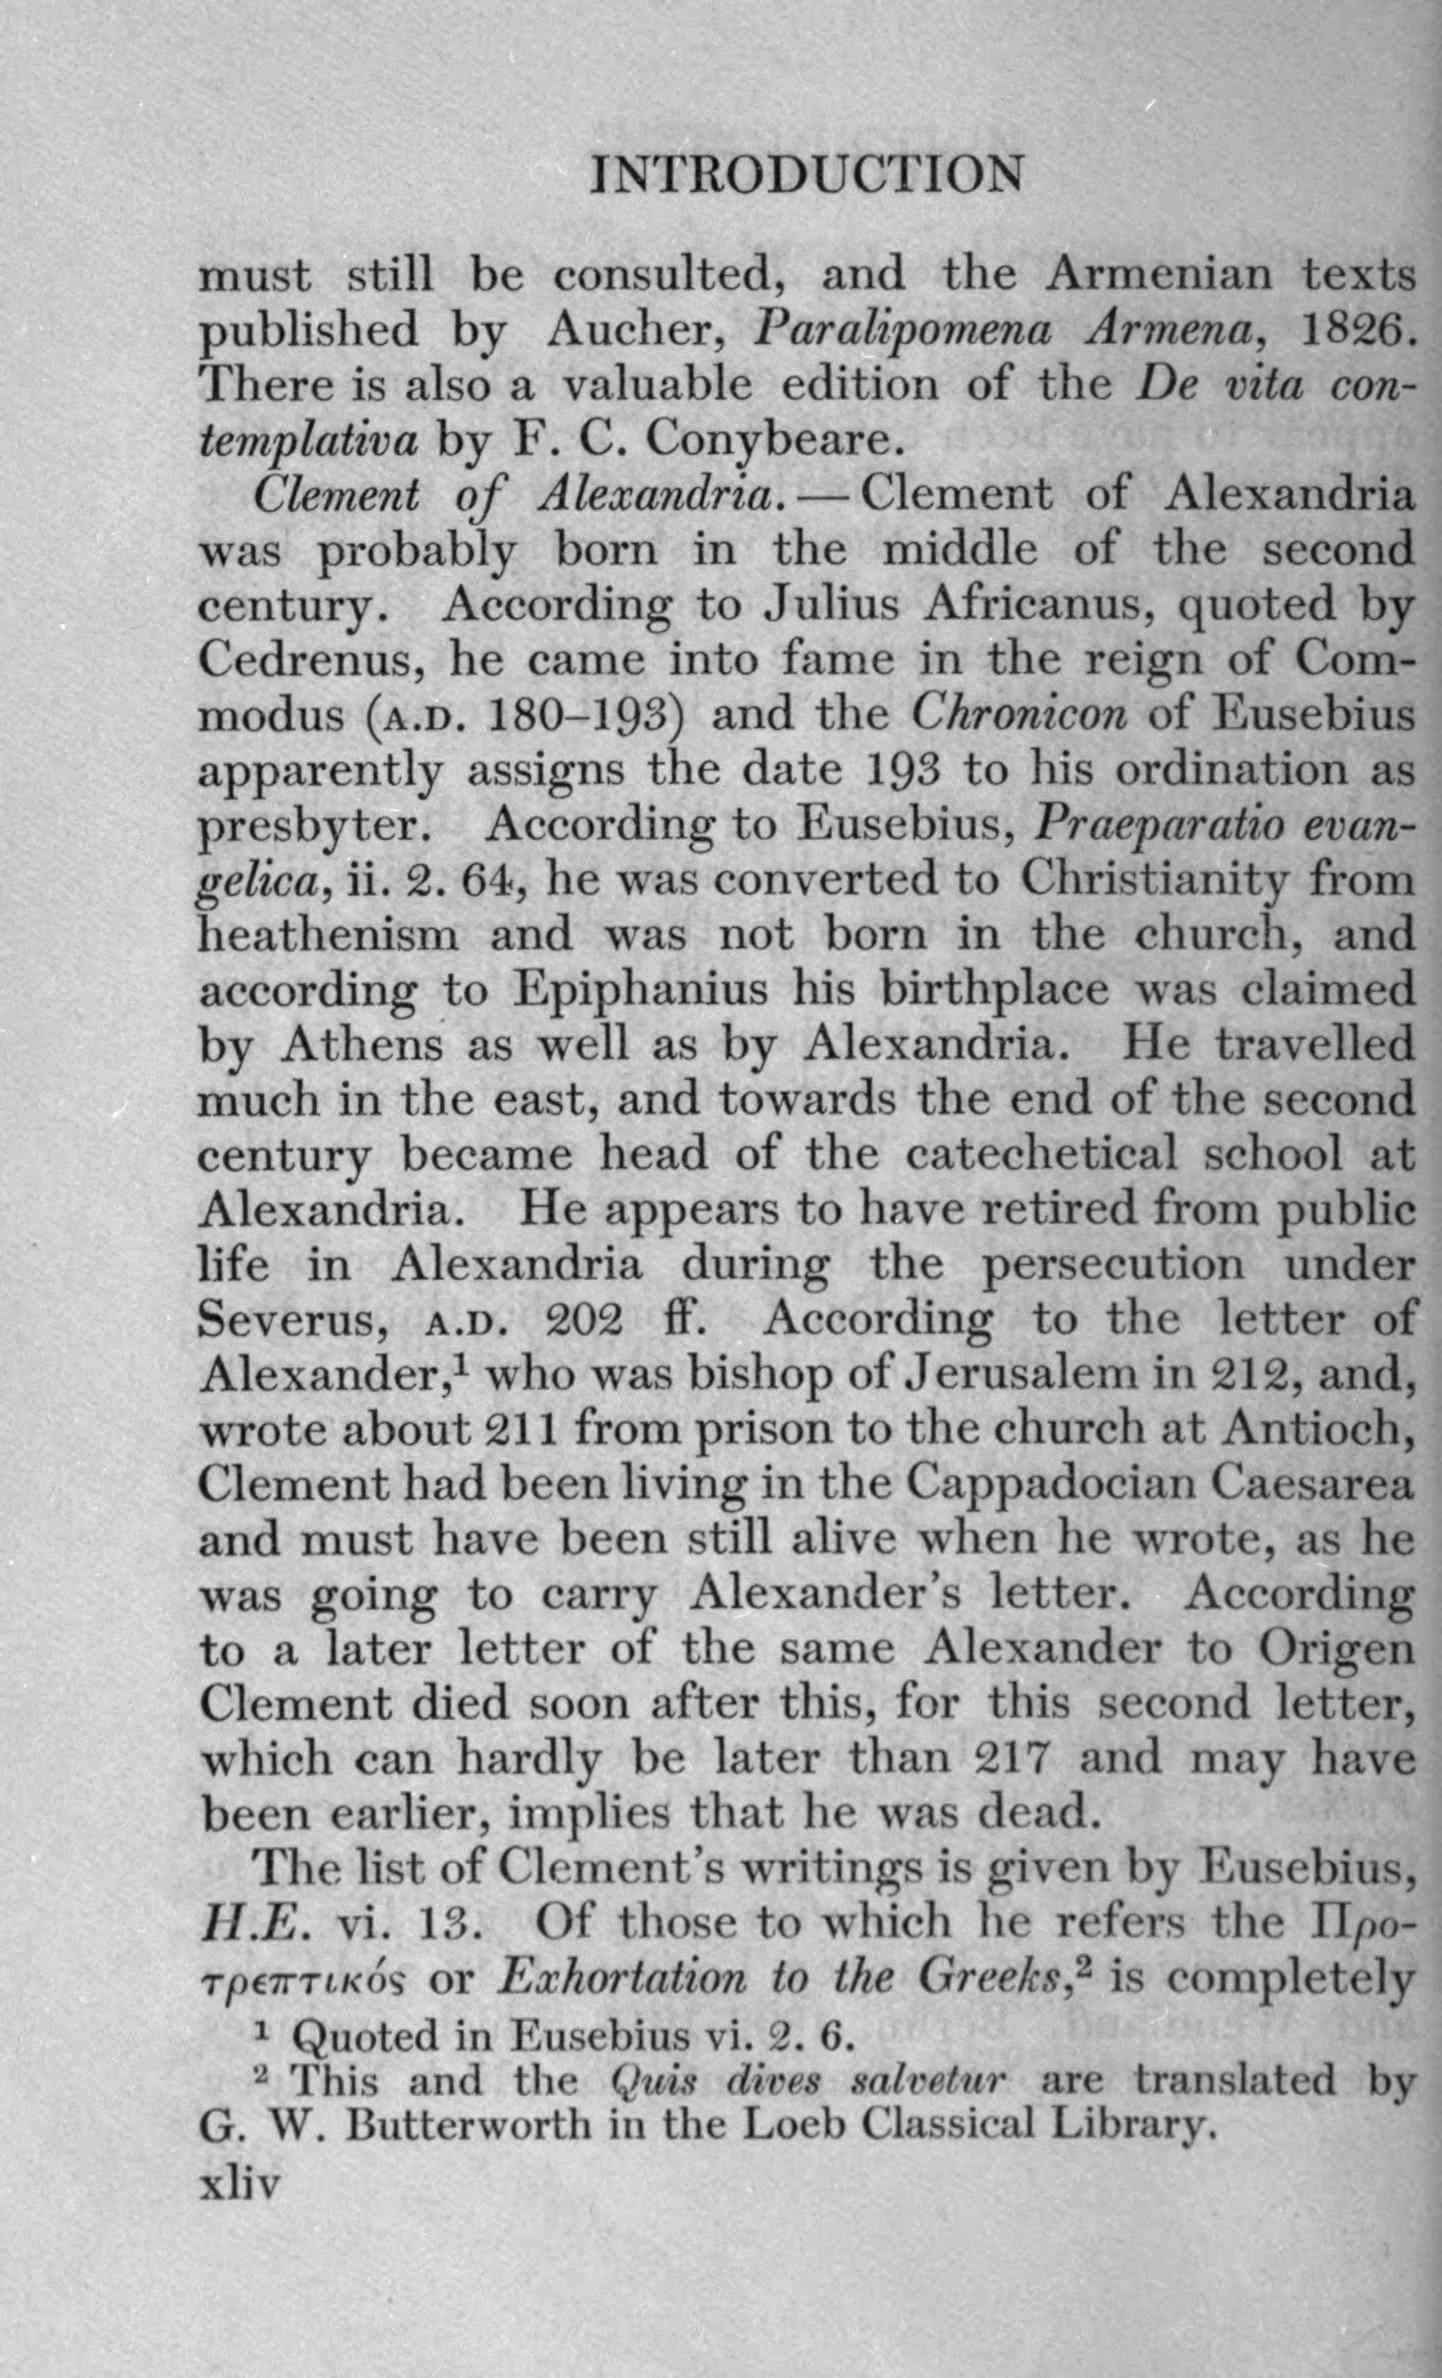 INTRODUCTION
must still be consulted, and the Armenian texts
published by Aucher, Paralipomena Armena, 1826.
There is also a valuable edition of the De vita con-
templativa by F. C. Conybeare.
Clement of Alexandria. — Clement of Alexandria
was probably born in the middle of the second
century. According to Julius Africanus, quoted by
Cedrenus, he came into fame in the reign of Com-
modus (A.D. 180–193) and the Chronicon of Eusebius
apparently assigns the date 193 to his ordination as
presbyter. According to Eusebius, Praeparatio evan-
gelica, ii. 2. 64, he was converted to Christianity from
heathenism and was not born in the church, and
according to Epiphanius his birthplace was claimed
by Athens as well as by Alexandria. He travelled
much in the east, and towards the end of the second
century became head of the catechetical school at
Alexandria. He appears to have retired from public
life in Alexandria during the persecution under
Severus, A.D. 202 ff. According to the letter of
Alexander,¹ who was bishop of Jerusalem in 212, and,
wrote about 211 from prison to the church at Antioch,
Clement had been living in the Cappadocian Caesarea
and must have been still alive when he wrote, as he
was going to carry Alexander's letter. According
to a later letter of the same Alexander to Origen
Clement died soon after this, for this second letter,
which can hardly be later than 217 and may have
been earlier, implies that he was dead.
The list of Clement's writings is given by Eusebius,
H.E. vi. 13. Of those to which he refers the Προ-
τρεπτικός or Exhortation to the Greeks,² is completely
¹ Quoted in Eusebius vi. 2. 6.
² This and the Quis dives salvetur are translated by
G. W. Butterworth in the Loeb Classical Library.
xliv